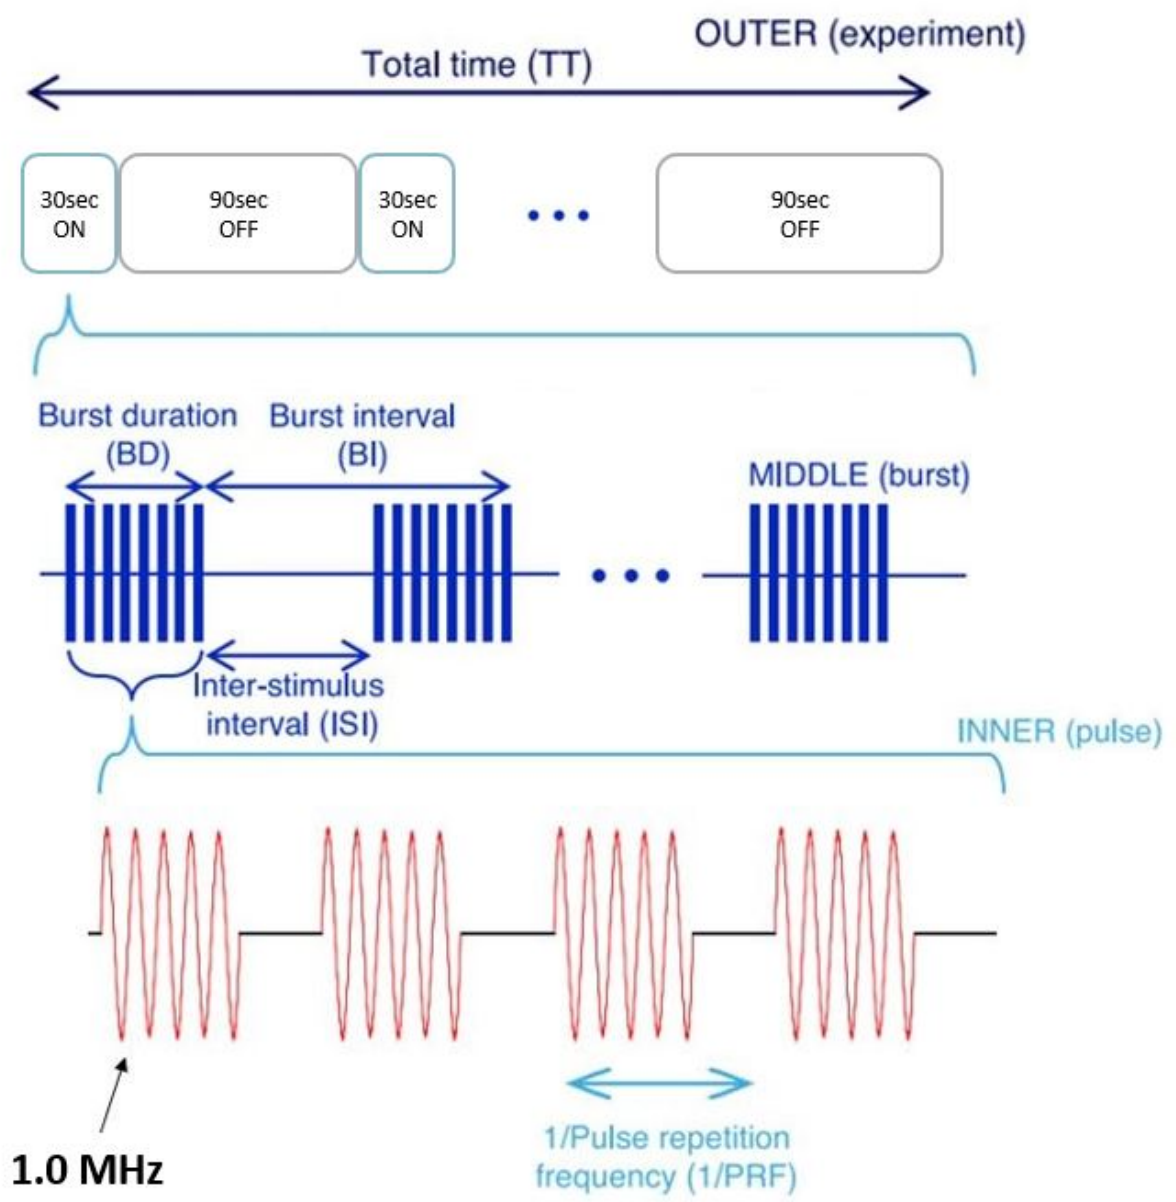 OUTER (experiment)
Total time (TT)
30sec
ON
90sec
OFF
30sec
ON
90sec
OFF
Burst duration
(BD)
Burst interval
(BI)
MIDDLE (burst)
Inter-stimulus
interval (ISI)
INNER (pulse)
1/Pulse repetition
frequency (1/PRF)
1.0 MHz